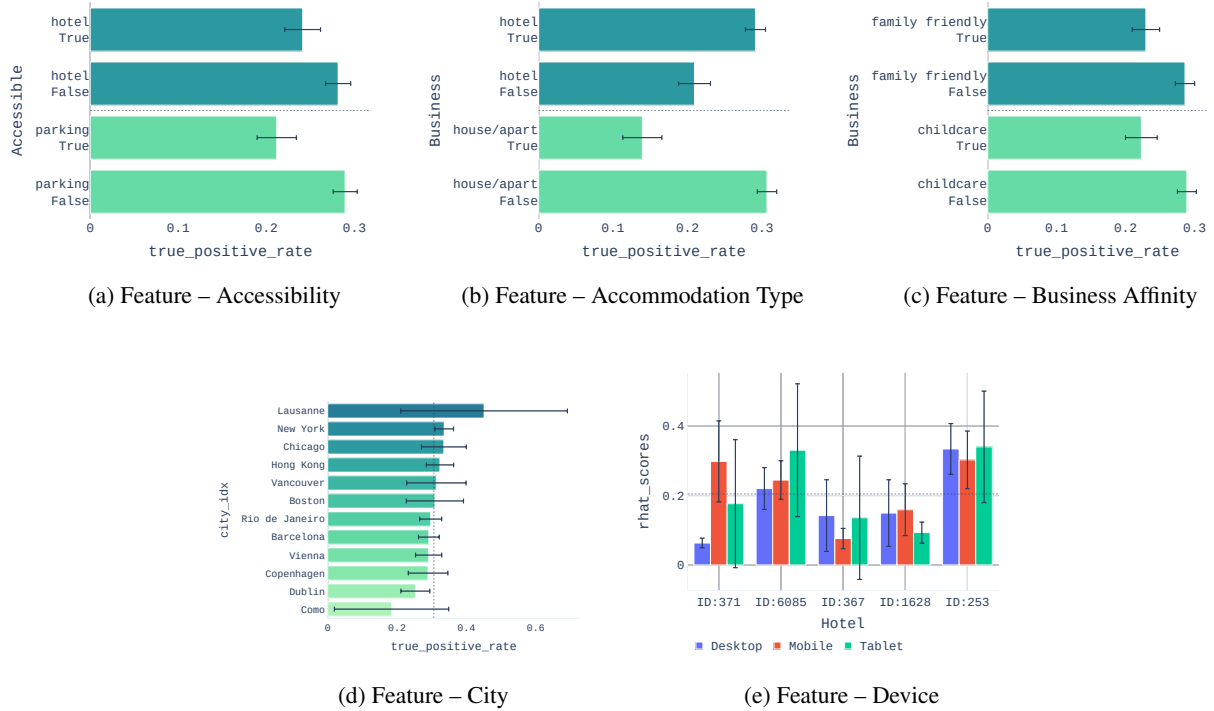 Accessible
hotel
True
hotel
False
parking
True
parking
False
0 0.1 0.2 0.3
true_positive_rate
(a) Feature – Accessibility
Business
hotel
True
hotel
False
house/apart
True
house/apart
False
0 0.1 0.2 0.3
true_positive_rate
(b) Feature – Accommodation Type
Business
family friendly
True
family friendly
False
childcare
True
childcare
False
0 0.1 0.2 0.3
true_positive_rate
(c) Feature – Business Affinity
city_idx
Lausanne
New York
Chicago
Hong Kong
Vancouver
Boston
Rio de Janeiro
Barcelona
Vienna
Copenhagen
Dublin
Como
0 0.2 0.4 0.6
true_positive_rate
(d) Feature – City
rhat_scores
0.4
0.2
0
ID:371 ID:6085 ID:367 ID:1628 ID:253
Hotel
Desktop Mobile Tablet
(e) Feature – Device